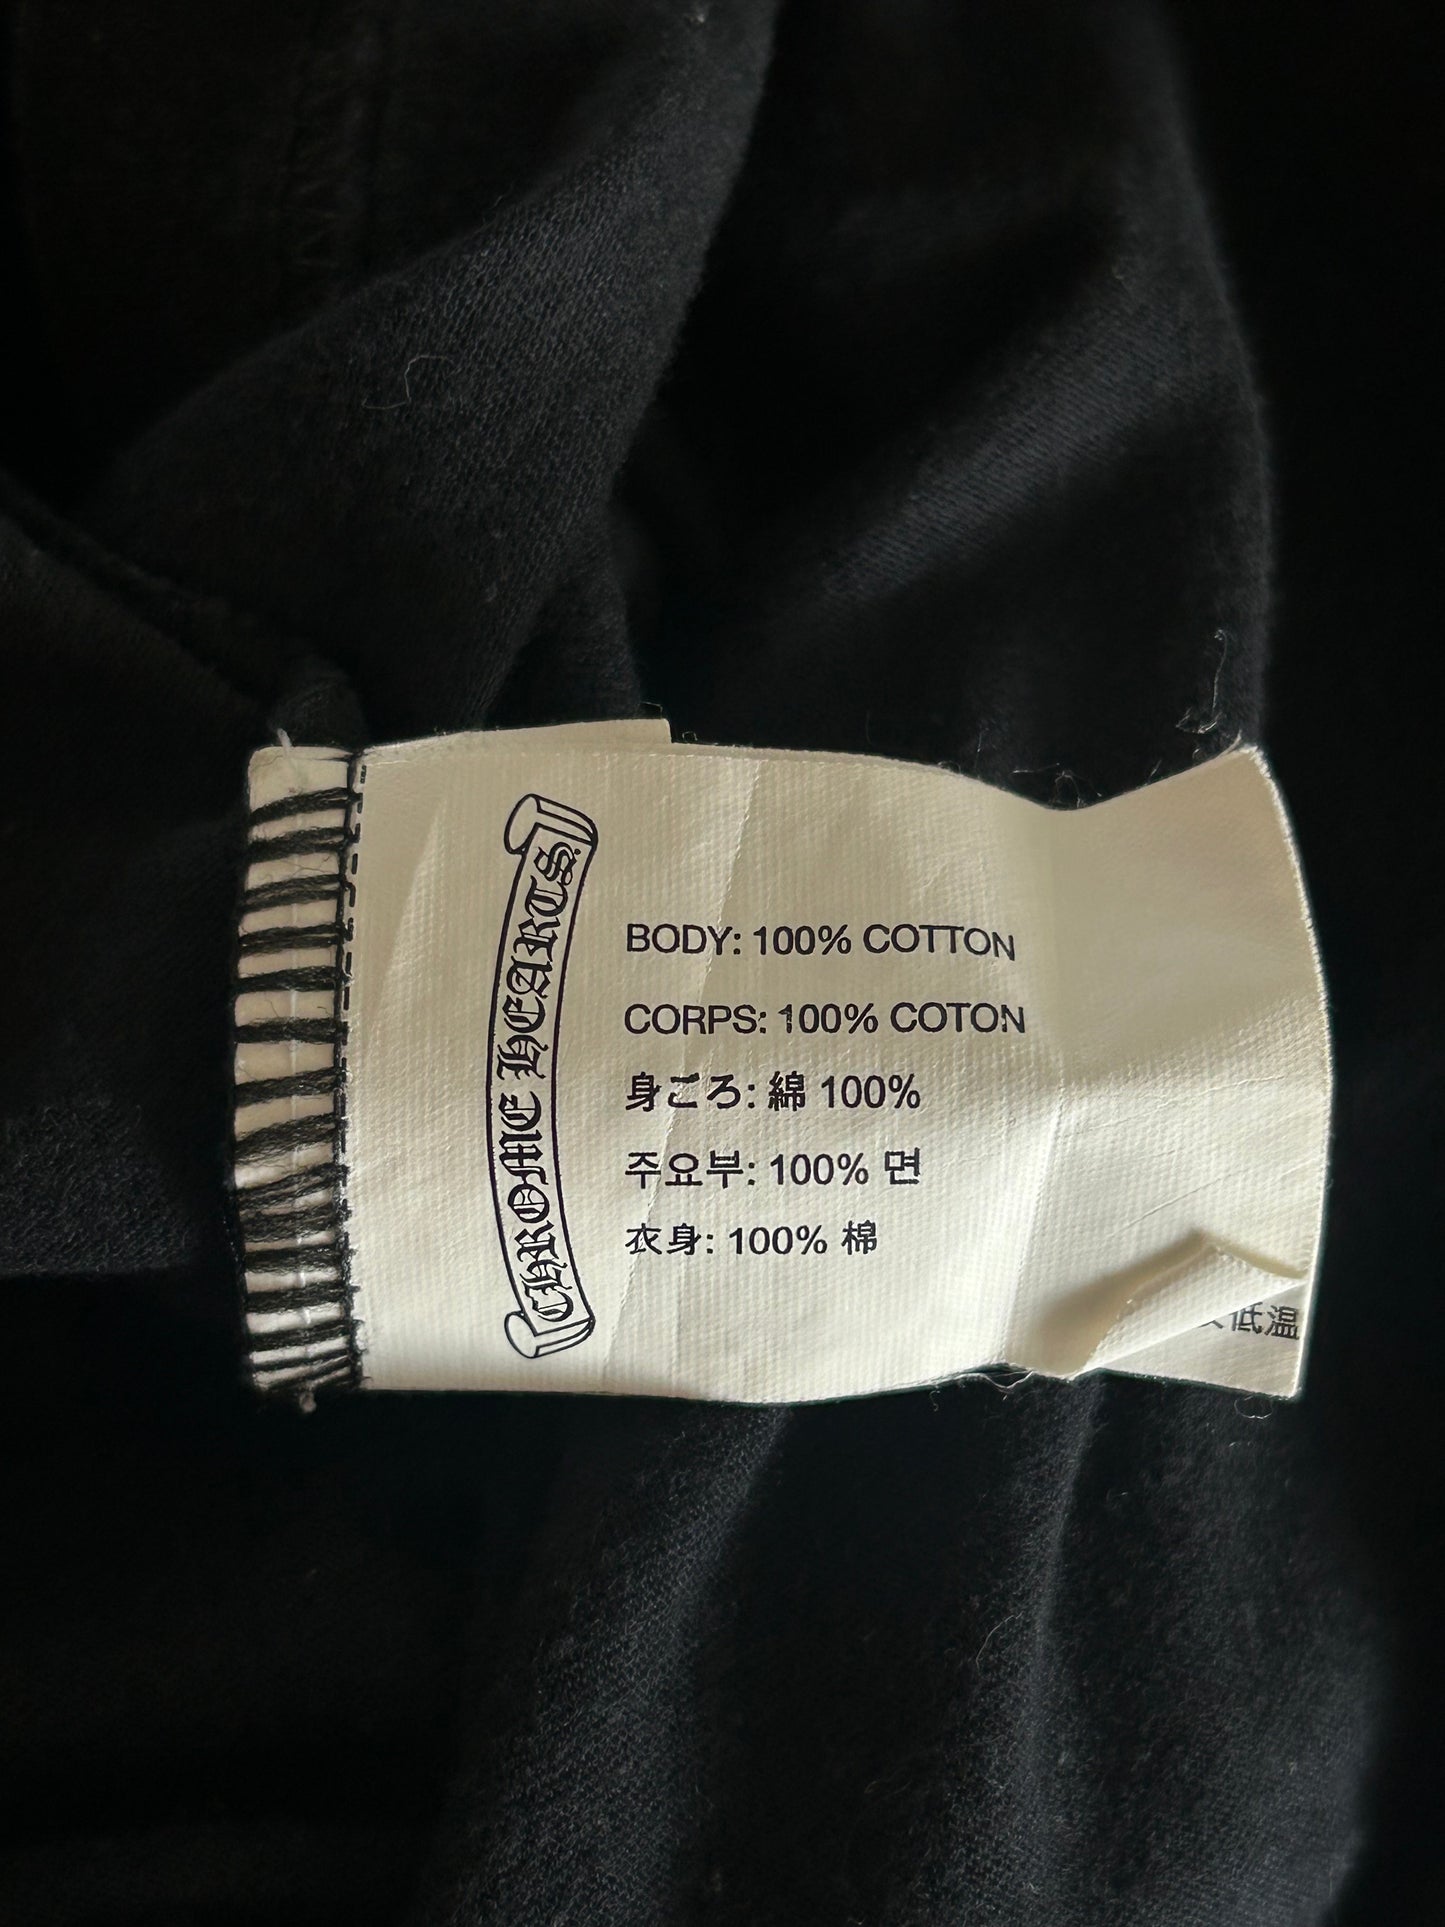 CHROME HEARTS
BODY: 100% COTTON
CORPS: 100% COTON
身ごろ: 綿 100%
주요부: 100% 면
衣身: 100% 棉
低温